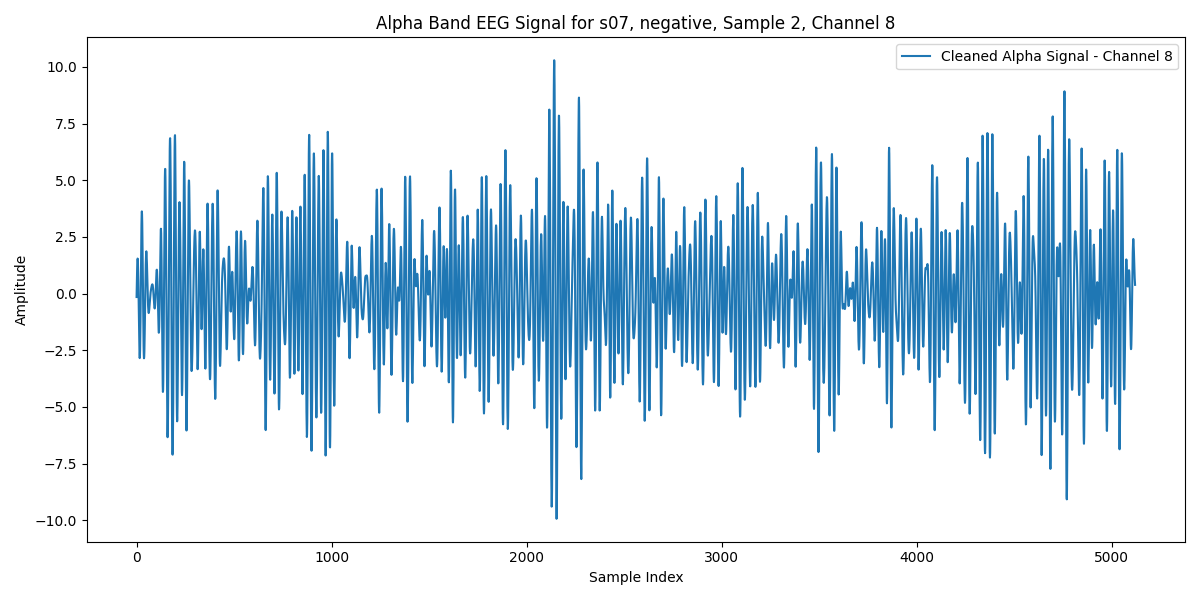 Alpha Band EEG Signal for s07, negative, Sample 2, Channel 8
Cleaned Alpha Signal - Channel 8
10.0
7.5
5.0
2.5
0.0
−2.5
−5.0
−7.5
−10.0
Amplitude
0 1000 2000 3000 4000 5000
Sample Index